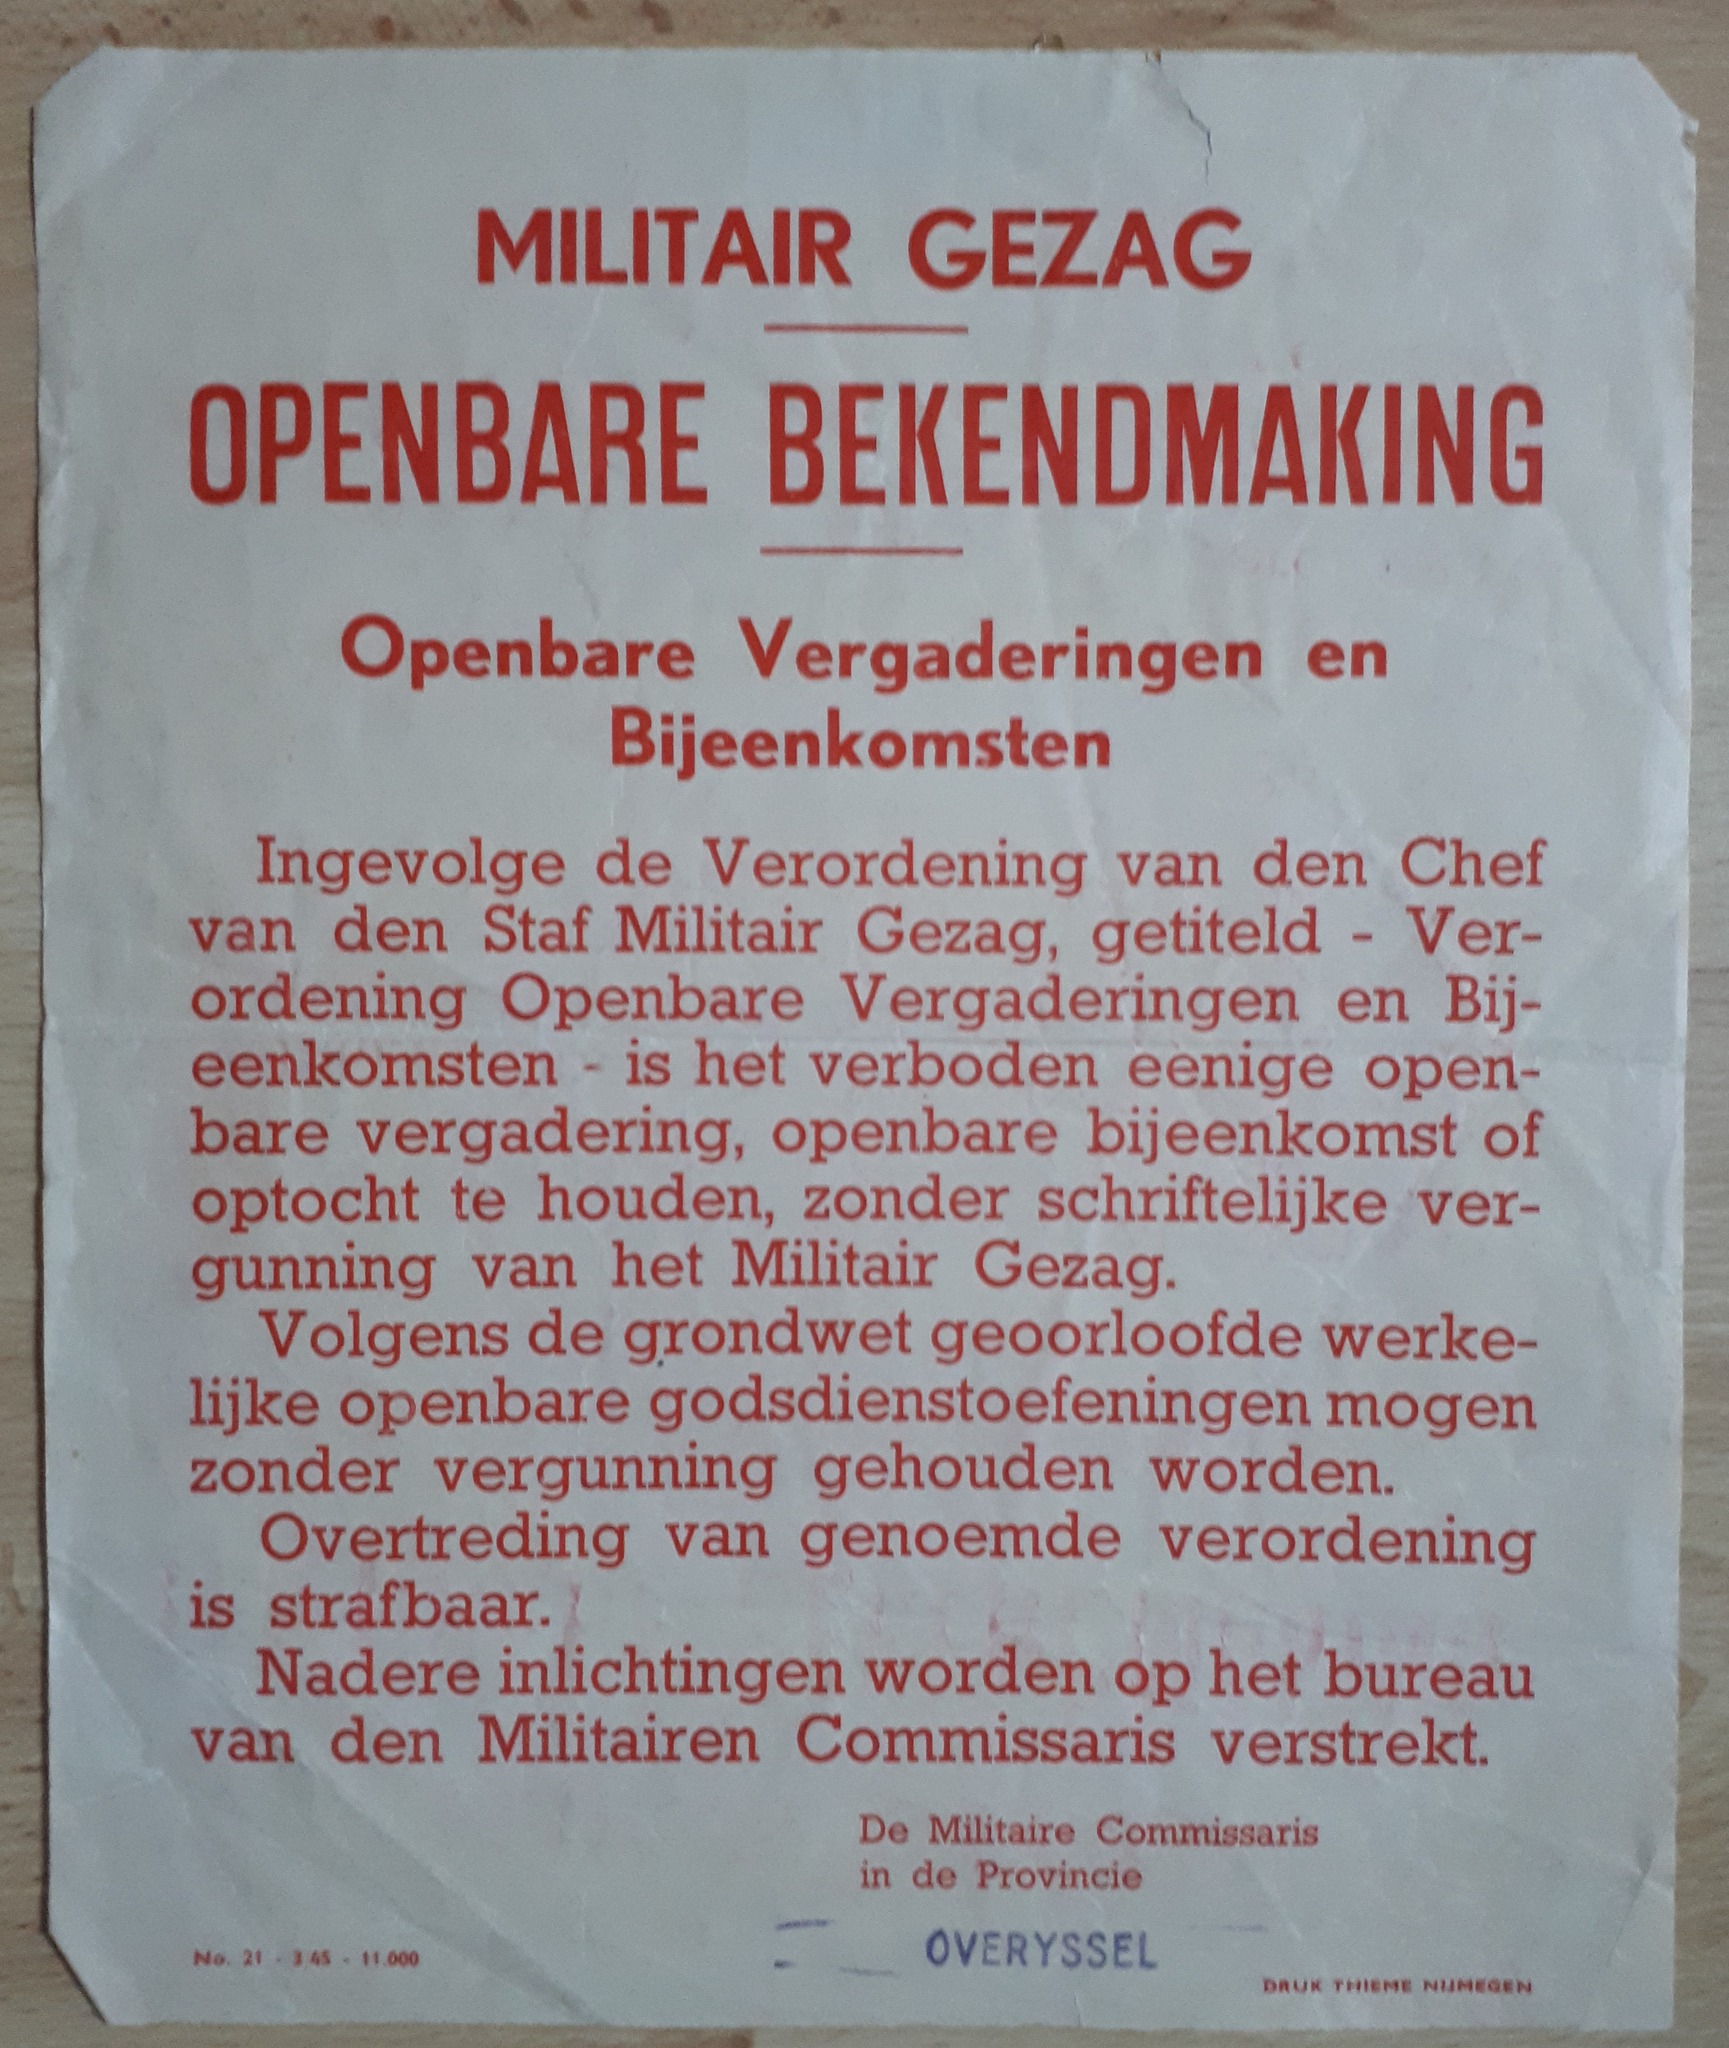 MILITAIR GEZAG
OPENBARE BEKENDMAKING
Openbare Vergaderingen en
Bijeenkomsten
Ingevolge de Verordening van den Chef
van den Staf Militair Gezag, getiteld - Ver-
ordening Openbare Vergaderingen en Bij-
eenkomsten - is het verboden eenige open-
bare vergadering, openbare bijeenkomst of
optocht te houden, zonder schriftelijke ver-
gunning van het Militair Gezag.
Volgens de grondwet geoorloofde werke-
lijke openbare godsdienstoefeningen mogen
zonder vergunning gehouden worden.
Overtreding van genoemde verordening
is strafbaar.
Nadere inlichtingen worden op het bureau
van den Militairen Commissaris verstrekt.
De Militaire Commissaris
in de Provincie
OVERYSSEL
No. 21 - 3 45 - 11.000
DRUK THIEME NIJMEGEN